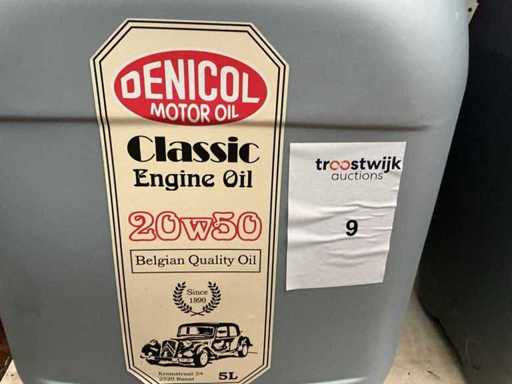 DENICOL
MOTOR OIL
Classic
Engine Oil
20w50
Belgian Quality Oil
Since
1890
5L
troostwijk
auctions
9